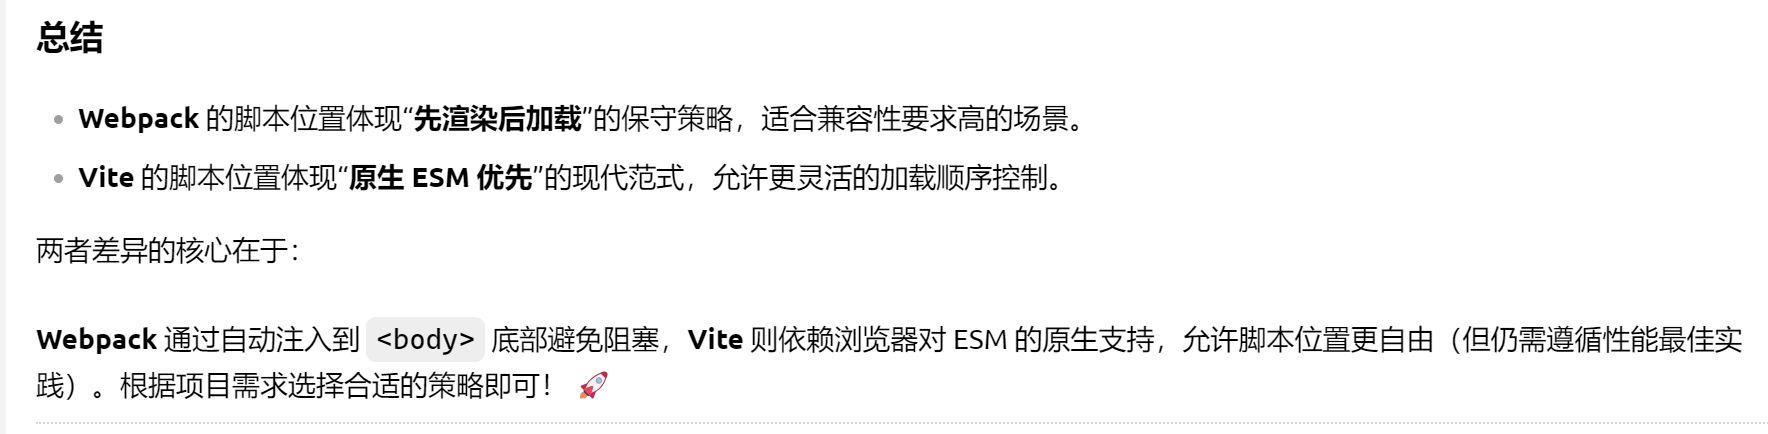 总结
Webpack 的脚本位置体现“先渲染后加载”的保守策略，适合兼容性要求高的场景。
Vite 的脚本位置体现“原生 ESM 优先”的现代范式，允许更灵活的加载顺序控制。
两者差异的核心在于：
Webpack 通过自动注入到 <body> 底部避免阻塞，Vite 则依赖浏览器对 ESM 的原生支持，允许脚本位置更自由（但仍需遵循性能最佳实
践）。根据项目需求选择合适的策略即可！ 🚀